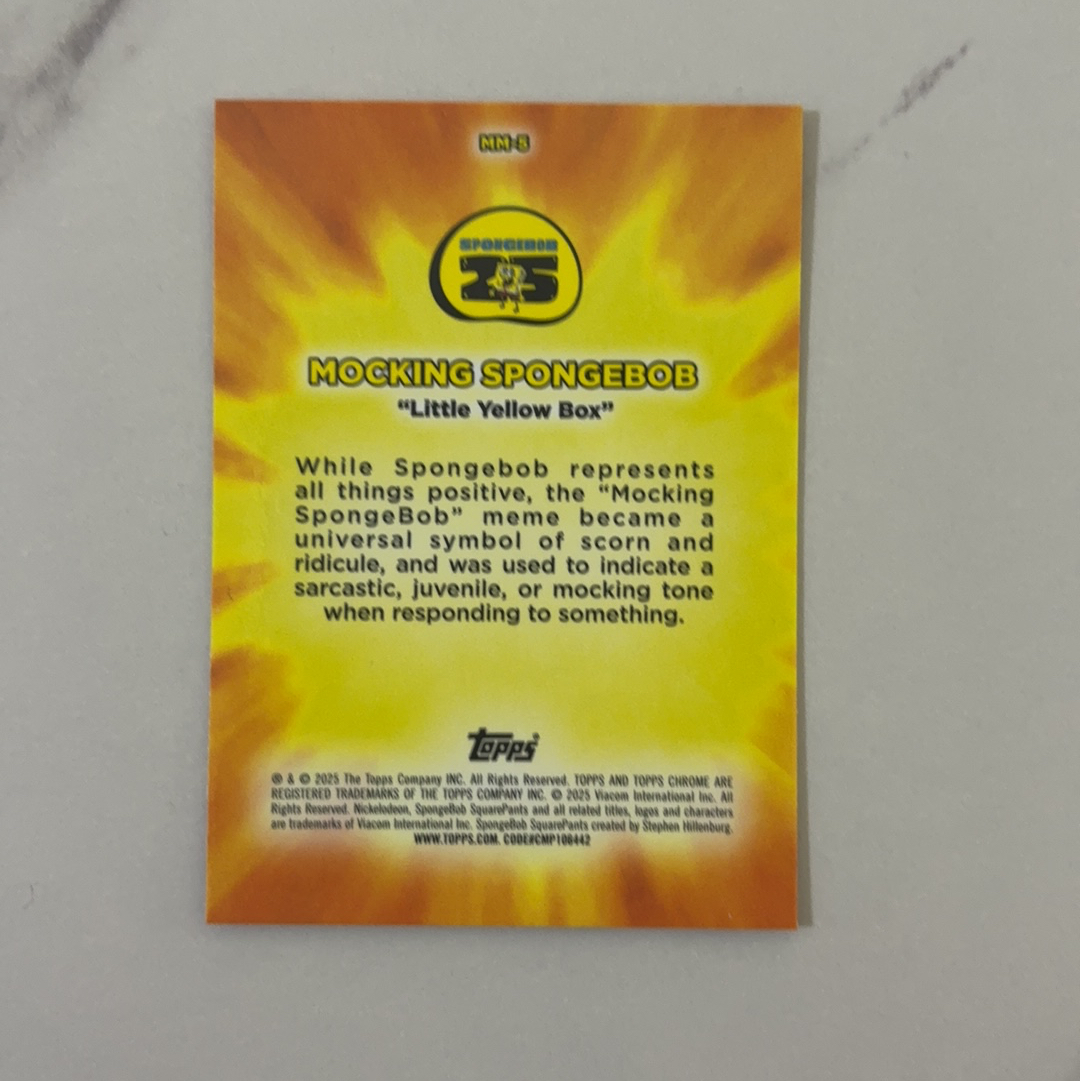 MM-5
SPONGEBOB
25
MOCKING SPONGEBOB
“Little Yellow Box”
While Spongebob represents
all things positive, the “Mocking
SpongeBob” meme became a
universal symbol of scorn and
ridicule, and was used to indicate a
sarcastic, juvenile, or mocking tone
when responding to something.
topps®
® & © 2025 The Topps Company INC. All Rights Reserved. TOPPS AND TOPPS CHROME ARE
REGISTERED TRADEMARKS OF THE TOPPS COMPANY INC. © 2025 Viacom International Inc. All
Rights Reserved. Nickelodeon, SpongeBob SquarePants and all related titles, logos and characters
are trademarks of Viacom International Inc. SpongeBob SquarePants created by Stephen Hillenburg.
WWW.TOPPS.COM. CODE#CMP108442